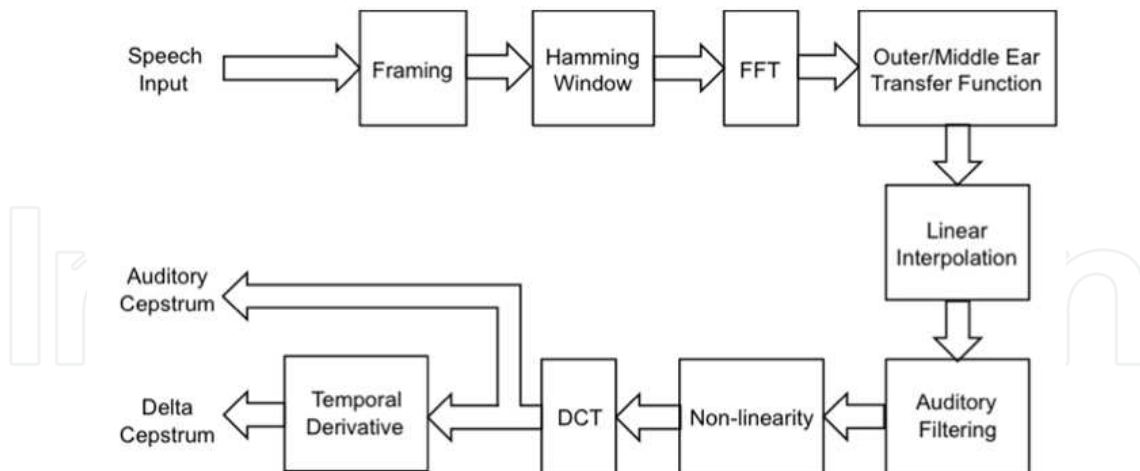 Speech
Input
Framing
Hamming
Window
FFT
Outer/Middle Ear
Transfer Function
Linear
Interpolation
Auditory
Filtering
Non-linearity
DCT
Temporal
Derivative
Auditory
Cepstrum
Delta
Cepstrum